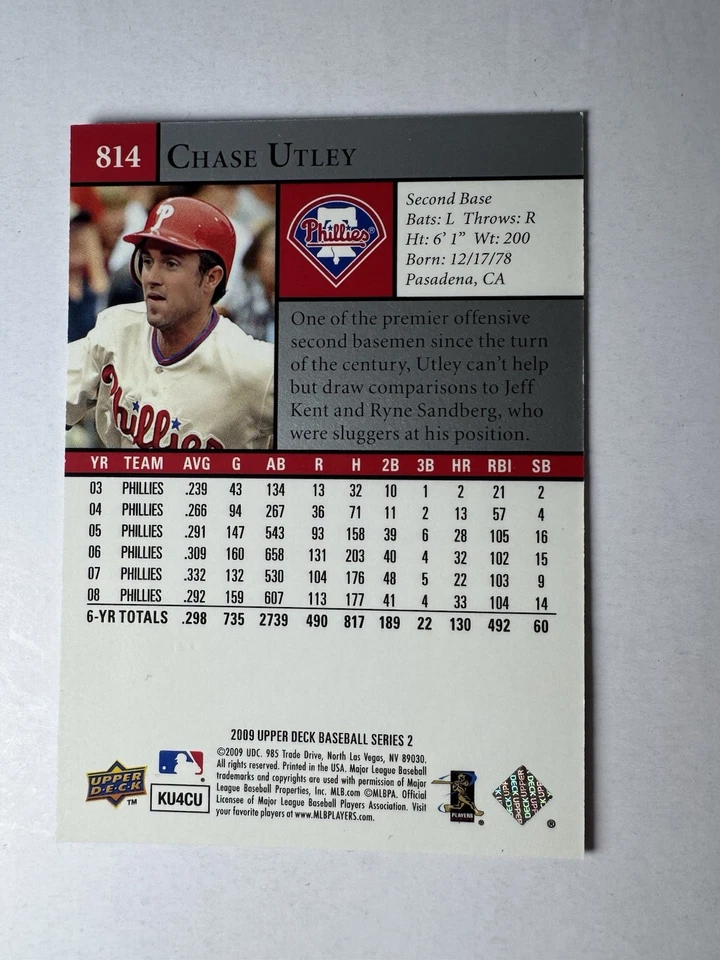 814 CHASE UTLEY
P
Phillies
Phillies
Second Base
Bats: L Throws: R
Ht: 6' 1" Wt: 200
Born: 12/17/78
Pasadena, CA
One of the premier offensive
second basemen since the turn
of the century, Utley can't help
but draw comparisons to Jeff
Kent and Ryne Sandberg, who
were sluggers at his position.
YR TEAM AVG G AB R H 2B 3B HR RBI SB
03 PHILLIES .239 43 134 13 32 10 1 2 21 2
04 PHILLIES .266 94 267 36 71 11 2 13 57 4
05 PHILLIES .291 147 543 93 158 39 6 28 105 16
06 PHILLIES .309 160 658 131 203 40 4 32 102 15
07 PHILLIES .332 132 530 104 176 48 5 22 103 9
08 PHILLIES .292 159 607 113 177 41 4 33 104 14
6-YR TOTALS .298 735 2739 490 817 189 22 130 492 60
2009 UPPER DECK BASEBALL SERIES 2
©2009 UDC. 985 Trade Drive, North Las Vegas, NV 89030.
All rights reserved. Printed in the USA. Major League Baseball
trademarks and copyrights are used with permission of Major
League Baseball Properties, Inc. MLB.com ©MLBPA. Official
Licensee of Major League Baseball Players Association. Visit
your favorite players at www.MLBPLAYERS.com.
UPPER
D·E·C·K
TM
KU4CU
PLAYERS
®
UPPER
DECK
®